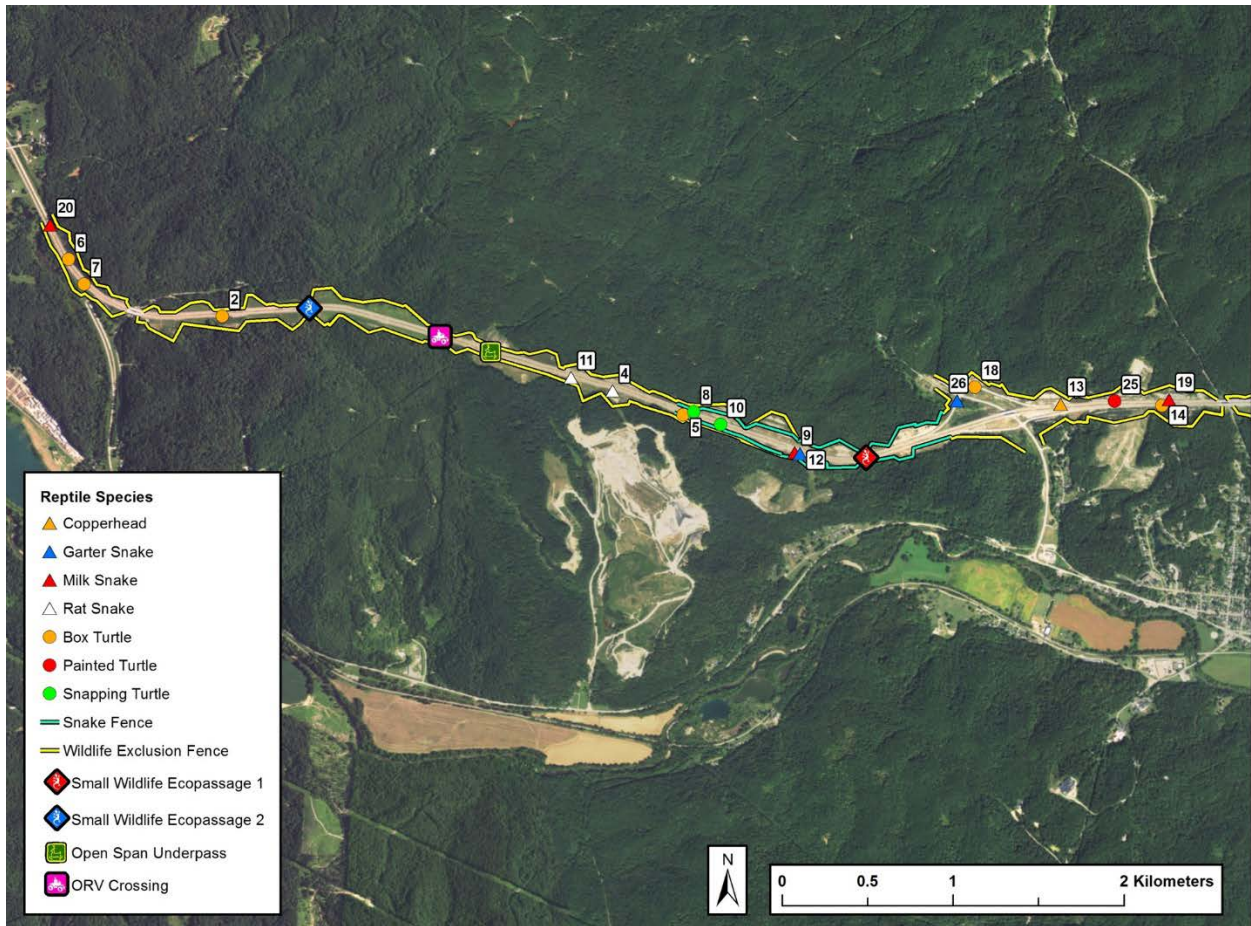 20
6
7
2
11
4
8
10
5
9
12
26
18
13
25
19
14
Reptile Species
Copperhead
Garter Snake
Milk Snake
Rat Snake
Box Turtle
Painted Turtle
Snapping Turtle
Snake Fence
Wildlife Exclusion Fence
Small Wildlife Ecopassage 1
Small Wildlife Ecopassage 2
Open Span Underpass
ORV Crossing
N
0 0.5 1 2 Kilometers